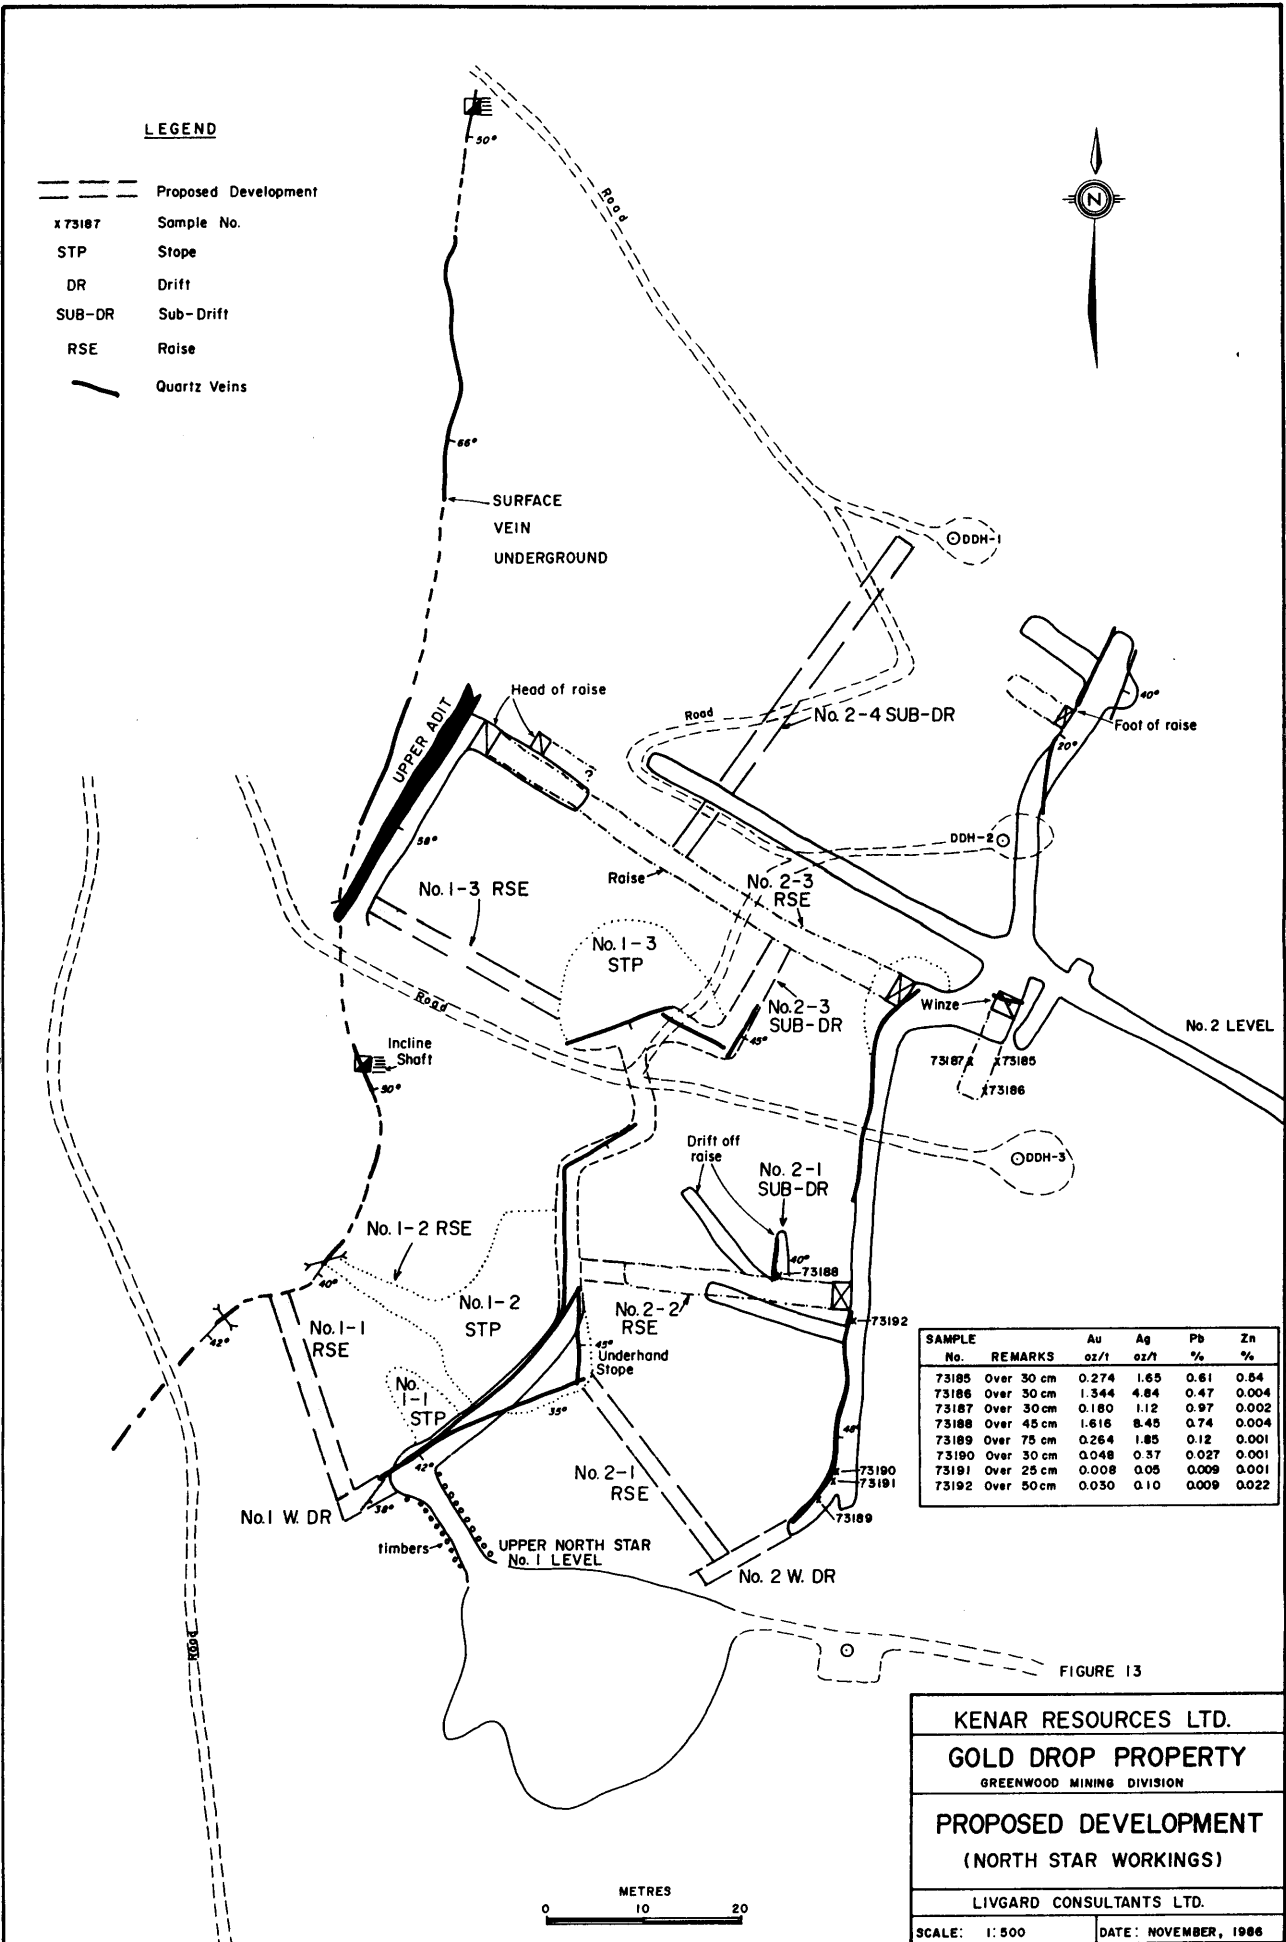 LEGEND
Proposed Development
x 73187 Sample No.
STP Stope
DR Drift
SUB-DR Sub-Drift
RSE Raise
Quartz Veins
50°
Road
N
66°
SURFACE
VEIN
UNDERGROUND
DDH-1
UPPER ADIT
Head of raise
?
Road
No. 2-4 SUB-DR
40°
Foot of raise
20°
58°
DDH-2
No. 1-3 RSE
Raise
No. 2-3
RSE
No. 1-3
STP
Road
No. 2-3
SUB-DR
45°
Winze
No. 2 LEVEL
Incline
Shaft
50°
73187x
x73185
x73186
Drift off
raise
No. 2-1
SUB-DR
DDH-3
No. 1-2 RSE
40°
73188
40°
No. 1-2
STP
No. 2-2
RSE
73192
42°
No. 1-1
RSE
45°
Underhand
Stope
No.
1-1
STP
35°
42°
48°
No. 2-1
RSE
73190
73191
38°
73189
No. 1 W. DR
timbers
UPPER NORTH STAR
No. 1 LEVEL
No. 2 W. DR
Road
SAMPLE Au Ag Pb Zn
No. REMARKS oz/t oz/t % %
73185 Over 30 cm 0.274 1.65 0.61 0.54
73186 Over 30 cm 1.344 4.84 0.47 0.004
73187 Over 30 cm 0.180 1.12 0.97 0.002
73188 Over 45 cm 1.616 8.45 0.74 0.004
73189 Over 75 cm 0.264 1.85 0.12 0.001
73190 Over 30 cm 0.048 0.37 0.027 0.001
73191 Over 25 cm 0.008 0.05 0.009 0.001
73192 Over 50 cm 0.030 0.10 0.009 0.022
FIGURE 13
KENAR RESOURCES LTD.
GOLD DROP PROPERTY
GREENWOOD MINING DIVISION
PROPOSED DEVELOPMENT
(NORTH STAR WORKINGS)
LIVGARD CONSULTANTS LTD.
SCALE: 1:500 DATE: NOVEMBER, 1986
METRES
0 10 20